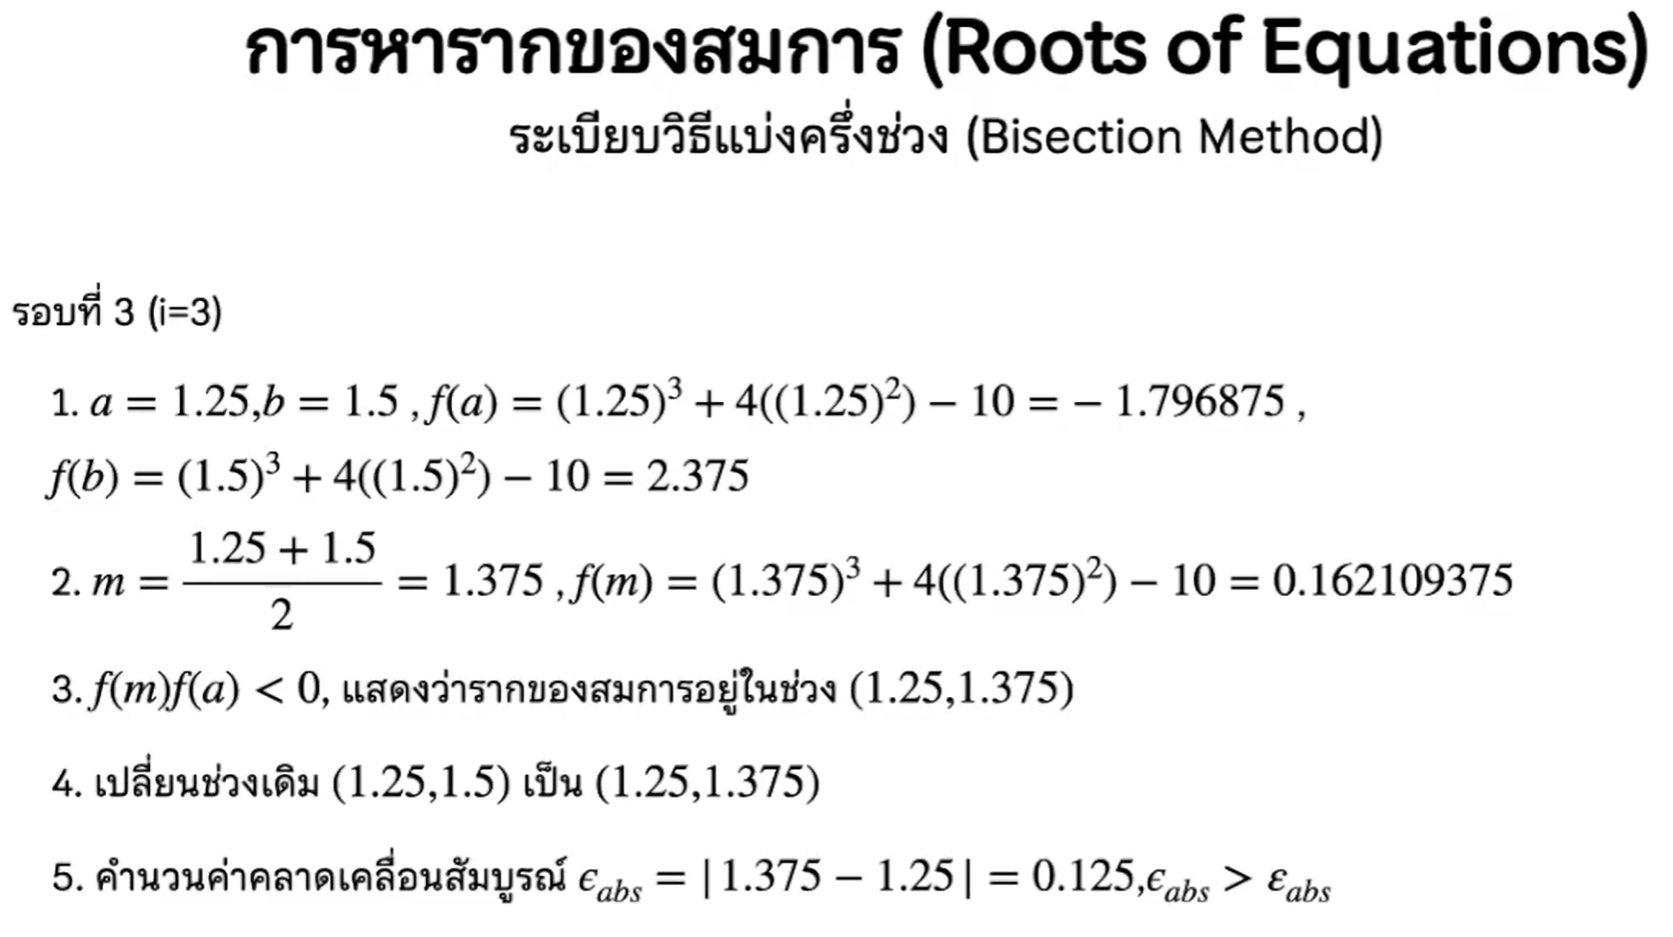 การหารากของสมการ (Roots of Equations)
ระเบียบวิธีแบ่งครึ่งช่วง (Bisection Method)
รอบที่ 3 (i=3)
1. a = 1.25,b = 1.5 , f(a) = (1.25)³ + 4((1.25)²) − 10 = − 1.796875 ,
f(b) = (1.5)³ + 4((1.5)²) − 10 = 2.375
2. m = (1.25 + 1.5)/2 = 1.375 , f(m) = (1.375)³ + 4((1.375)²) − 10 = 0.162109375
3. f(m)f(a) < 0, แสดงว่ารากของสมการอยู่ในช่วง (1.25,1.375)
4. เปลี่ยนช่วงเดิม (1.25,1.5) เป็น (1.25,1.375)
5. คำนวนค่าคลาดเคลื่อนสัมบูรณ์ ϵ_abs = | 1.375 − 1.25 | = 0.125,ϵ_abs > ε_abs